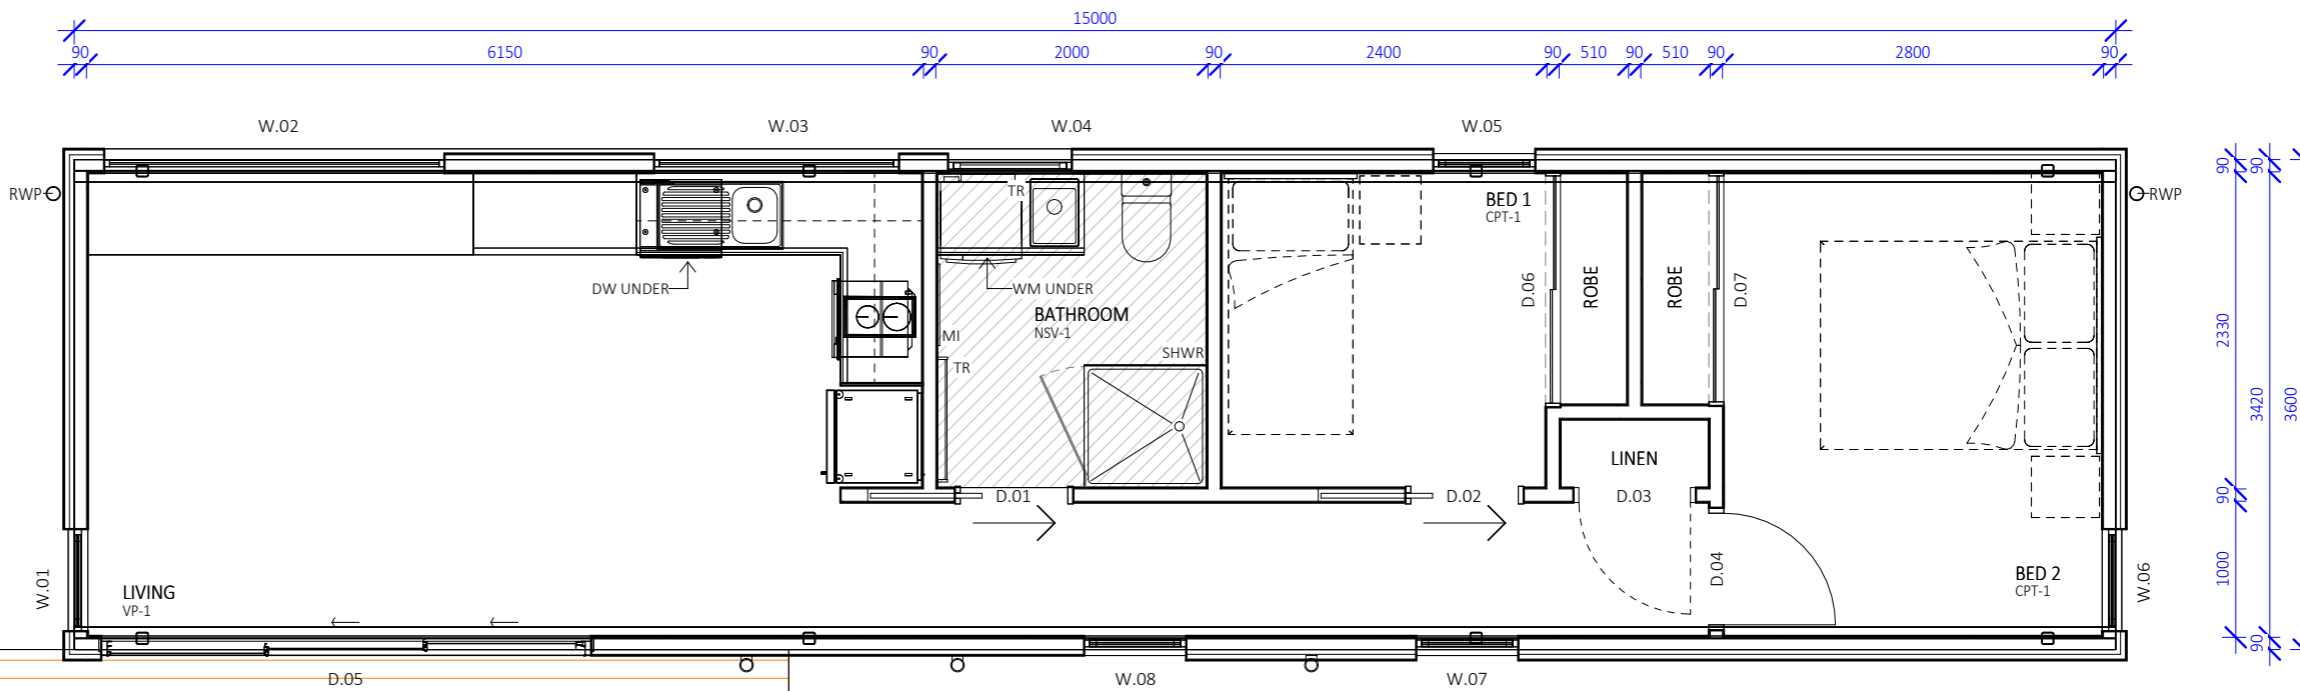 15000
90 6150 90 2000 90 2400 90 510 90 510 90 2800 90
W.02 W.03 W.04 W.05
RWP
RWP
TR
BED 1
CPT-1
DW UNDER
WM UNDER
D.06
ROBE
ROBE
D.07
BATHROOM
NSV-1
MI
SHWR
TR
LINEN
D.01
D.02
D.03
D.04
W.01
LIVING
VP-1
BED 2
CPT-1
W.06
D.05
W.08
W.07
90
2330
90
1000
90
90
3420
90
3600